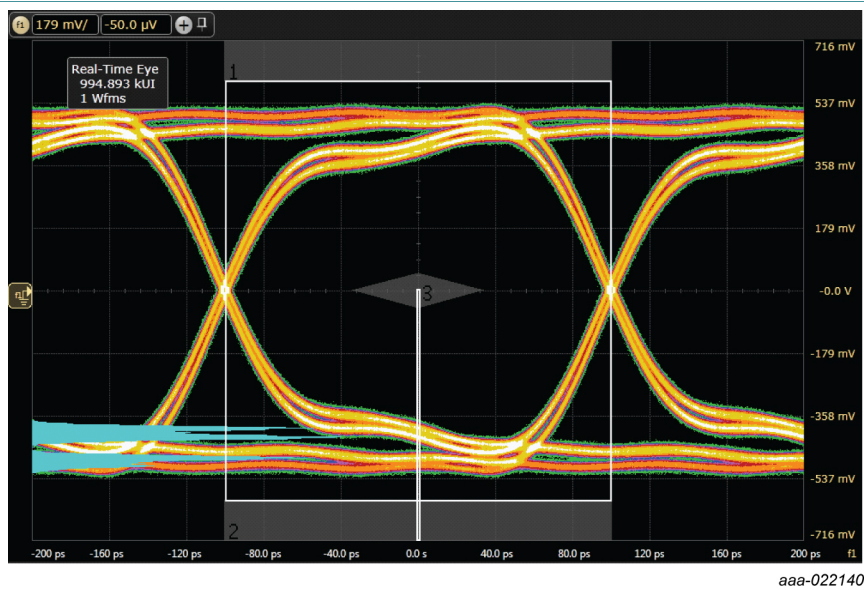 f1 179 mV/ -50.0 µV +
716 mV
Real-Time Eye
994.893 kUI
1 Wfms
1
537 mV
358 mV
179 mV
3
-0.0 V
-179 mV
-358 mV
-537 mV
2
-716 mV
-200 ps -160 ps -120 ps -80.0 ps -40.0 ps 0.0 s 40.0 ps 80.0 ps 120 ps 160 ps 200 ps f1
aaa-022140